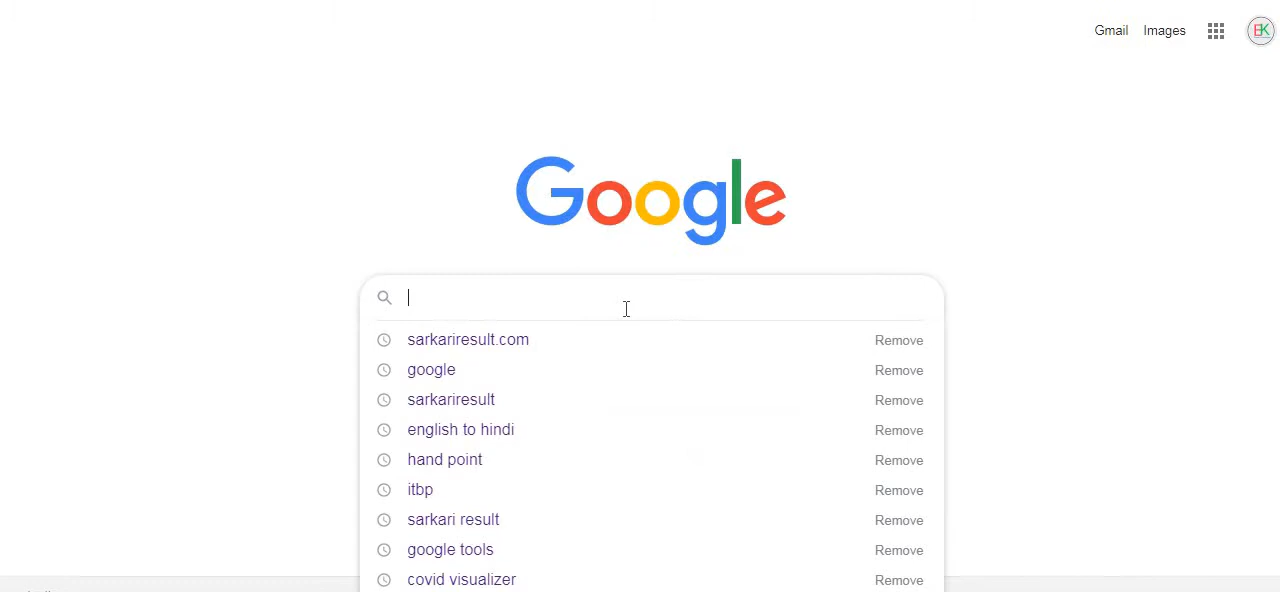 Gmail Images EK
Google
sarkariresult.com Remove
google Remove
sarkariresult Remove
english to hindi Remove
hand point Remove
itbp Remove
sarkari result Remove
google tools Remove
covid visualizer Remove